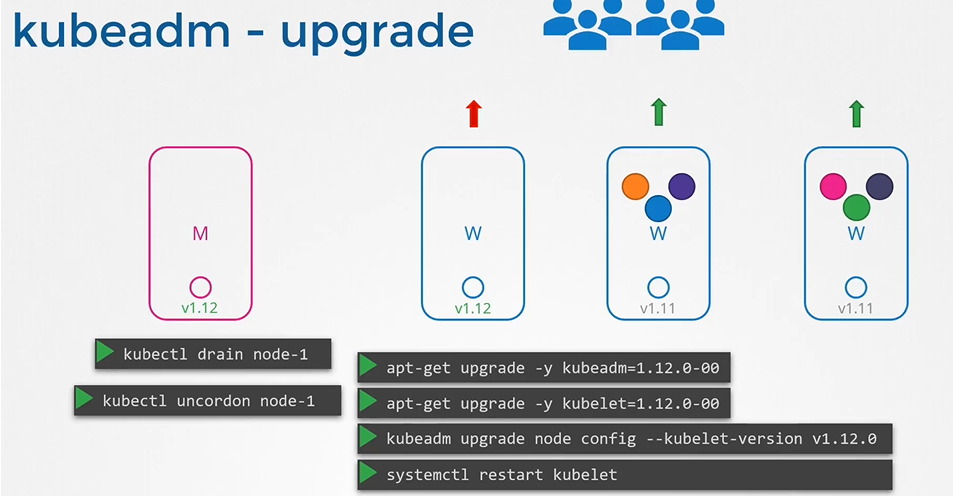 kubeadm - upgrade
M
W
W
W
v1.12
v1.12
v1.11
v1.11
kubectl drain node-1
kubectl uncordon node-1
apt-get upgrade -y kubeadm=1.12.0-00
apt-get upgrade -y kubelet=1.12.0-00
kubeadm upgrade node config --kubelet-version v1.12.0
systemctl restart kubelet